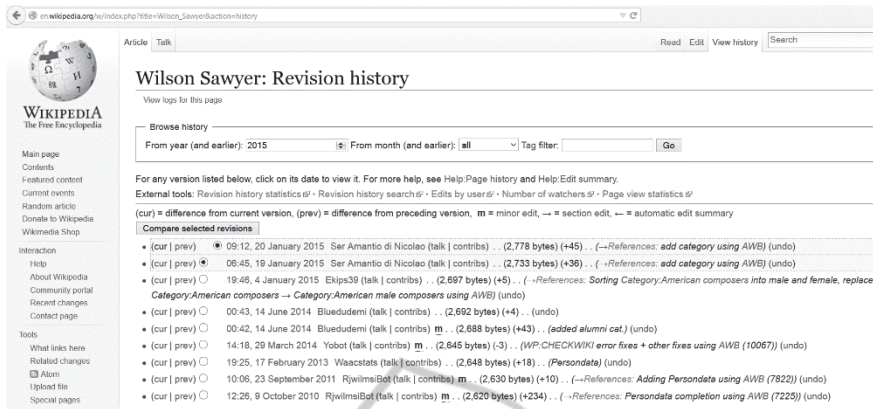 en.wikipedia.org/w/index.php?title=Wilson_Sawyer&action=history
Article Talk Read Edit View history Search
WIKIPEDIA
The Free Encyclopedia
Main page
Contents
Featured content
Current events
Random article
Donate to Wikipedia
Wikimedia Shop
Interaction
Help
About Wikipedia
Community portal
Recent changes
Contact page
Tools
What links here
Related changes
Atom
Upload file
Special pages
Wilson Sawyer: Revision history
View logs for this page
Browse history
From year (and earlier): 2015 From month (and earlier): all Tag filter: Go
For any version listed below, click on its date to view it. For more help, see Help:Page history and Help:Edit summary.
External tools: Revision history statistics · Revision history search · Edits by user · Number of watchers · Page view statistics
(cur) = difference from current version, (prev) = difference from preceding version, m = minor edit, → = section edit, ← = automatic edit summary
Compare selected revisions
(cur | prev) 09:12, 20 January 2015 Ser Amantio di Nicolao (talk | contribs) . . (2,778 bytes) (+45) . . (→References: add category using AWB) (undo)
(cur | prev) 06:45, 19 January 2015 Ser Amantio di Nicolao (talk | contribs) . . (2,733 bytes) (+36) . . (→References: add category using AWB) (undo)
(cur | prev) 19:46, 4 January 2015 Ekips39 (talk | contribs) . . (2,697 bytes) (+5) . . (→References: Sorting Category:American composers into male and female, replace
Category:American composers → Category:American male composers using AWB) (undo)
(cur | prev) 00:43, 14 June 2014 Bluedudemi (talk | contribs) . . (2,692 bytes) (+4) . . (undo)
(cur | prev) 00:42, 14 June 2014 Bluedudemi (talk | contribs) m . . (2,688 bytes) (+43) . . (added alumni cat.) (undo)
(cur | prev) 14:18, 29 March 2014 Yobot (talk | contribs) m . . (2,645 bytes) (-3) . . (WP:CHECKWIKI error fixes + other fixes using AWB (10067)) (undo)
(cur | prev) 19:25, 17 February 2013 Waacstats (talk | contribs) . . (2,648 bytes) (+18) . . (Persondata) (undo)
(cur | prev) 10:06, 23 September 2011 RjwilmsiBot (talk | contribs) m . . (2,630 bytes) (+10) . . (→References: Adding Persondata using AWB (7822)) (undo)
(cur | prev) 12:26, 9 October 2010 RjwilmsiBot (talk | contribs) m . . (2,620 bytes) (+234) . . (→References: Persondata completion using AWB (7225)) (undo)